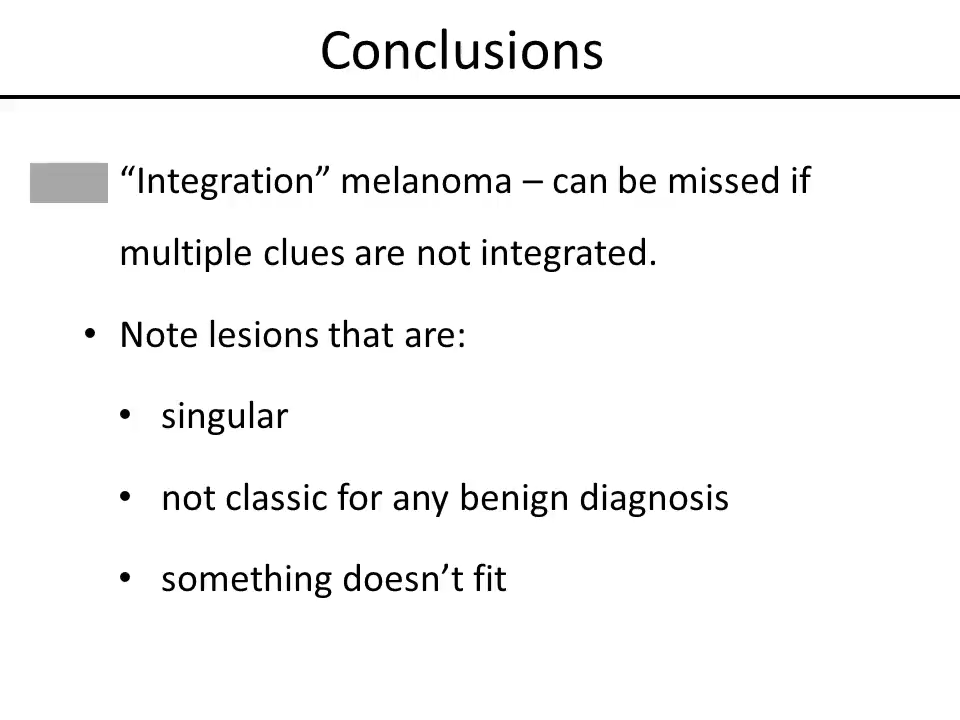 Conclusions
“Integration” melanoma – can be missed if
multiple clues are not integrated.
• Note lesions that are:
• singular
• not classic for any benign diagnosis
• something doesn’t fit